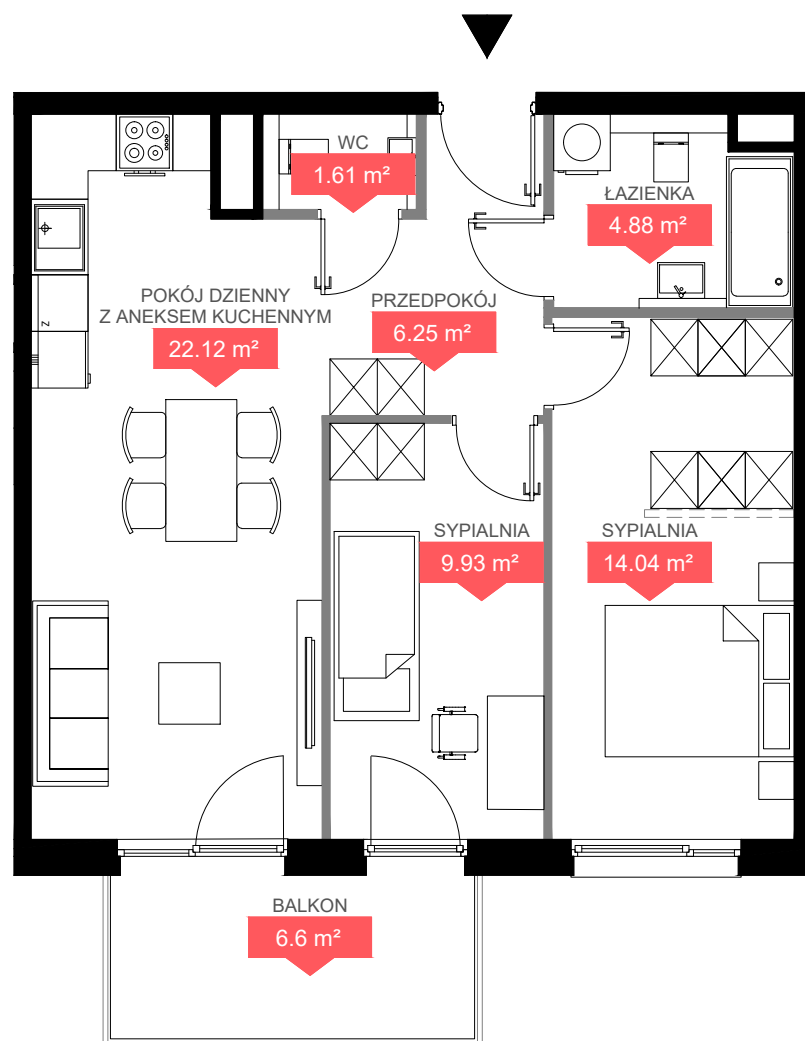 WC
1.61 m²
ŁAZIENKA
4.88 m²
POKÓJ DZIENNY
Z ANEKSEM KUCHENNYM
22.12 m²
PRZEDPOKÓJ
6.25 m²
Z
SYPIALNIA
9.93 m²
SYPIALNIA
14.04 m²
BALKON
6.6 m²